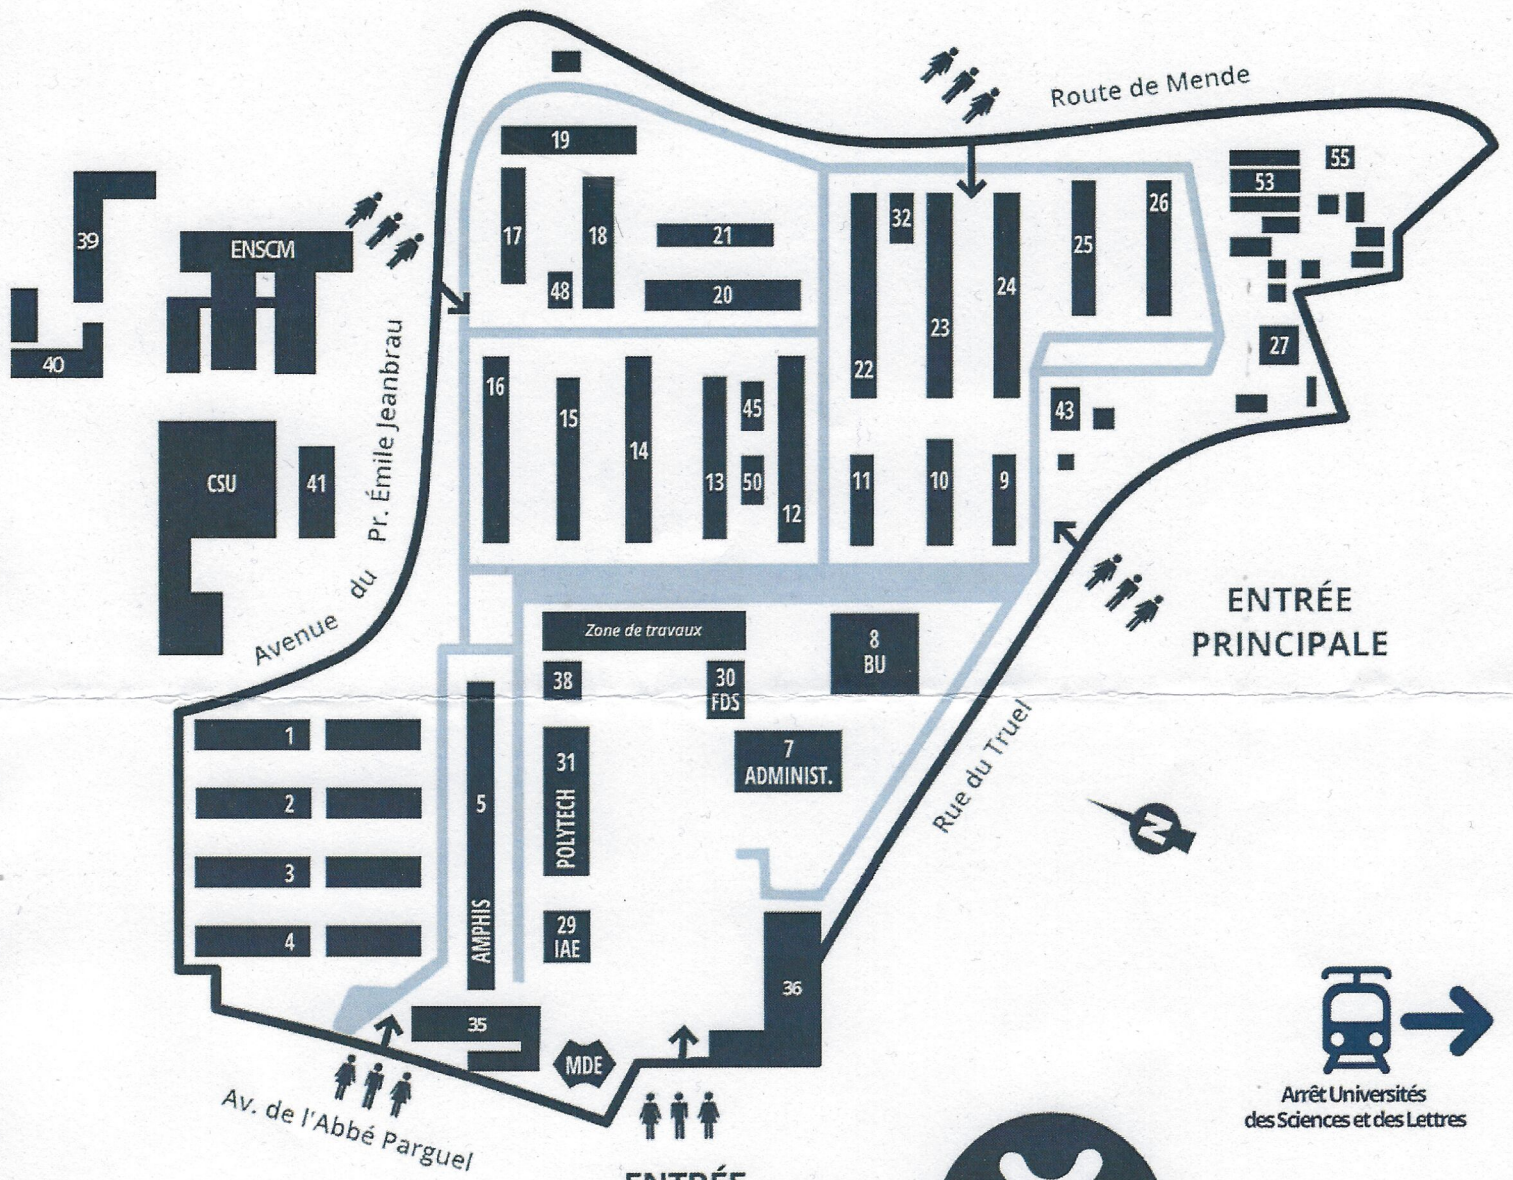 Route de Mende
19
55
53
39
ENSCM
17
18
21
32
25
26
48
20
24
23
27
40
Pr. Émile Jeanbrau
16
15
14
13
45
50
12
22
43
11
10
9
CSU
41
du
Avenue
Zone de travaux
8
BU
38
30
FDS
ENTRÉE
PRINCIPALE
1
2
3
4
5
AMPHIS
31
POLYTECH
7
ADMINIST.
Rue du Truel
N
29
IAE
36
35
MDE
Av. de l'Abbé Parguel
Arrêt Universités
des Sciences et des Lettres
ENTRÉE